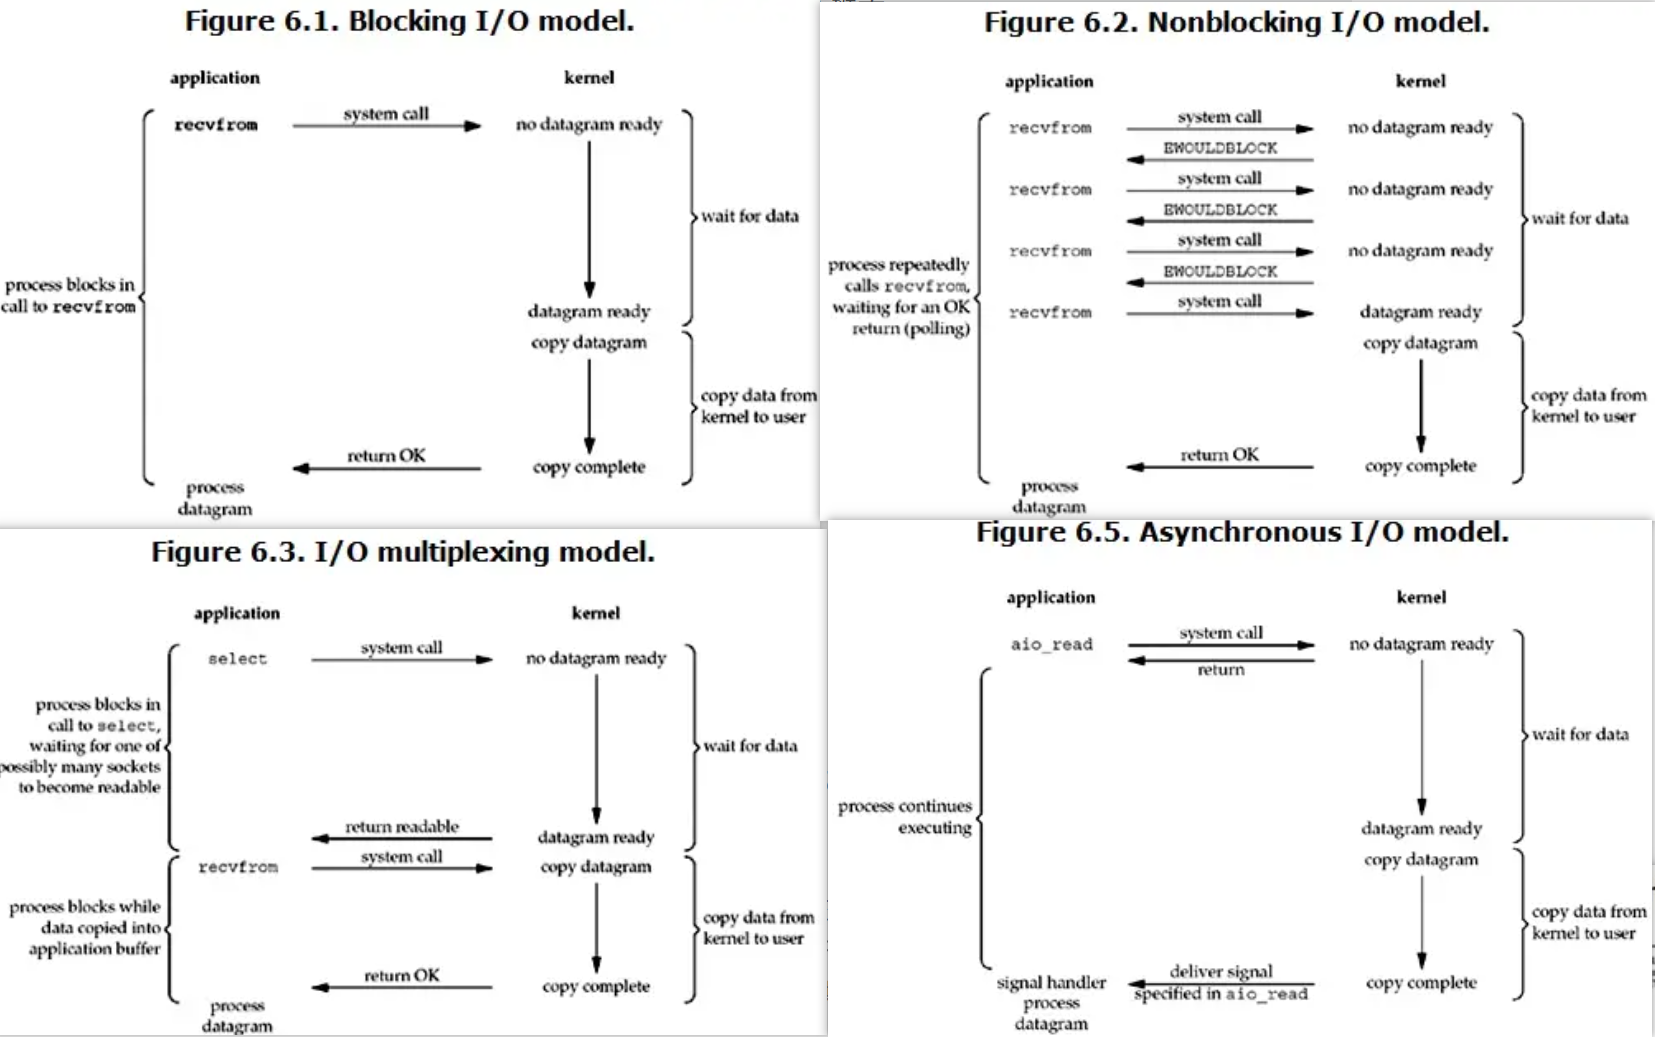 Figure 6.1. Blocking I/O model.
application
kernel
recvfrom
system call
no datagram ready
wait for data
process blocks in
call to recvfrom
datagram ready
copy datagram
copy data from
kernel to user
return OK
copy complete
process
datagram
Figure 6.2. Nonblocking I/O model.
application
kernel
recvfrom
system call
no datagram ready
EWOULDBLOCK
recvfrom
system call
no datagram ready
EWOULDBLOCK
wait for data
recvfrom
system call
no datagram ready
EWOULDBLOCK
process repeatedly
calls recvfrom,
waiting for an OK
return (polling)
recvfrom
system call
datagram ready
copy datagram
copy data from
kernel to user
return OK
copy complete
process
datagram
Figure 6.3. I/O multiplexing model.
application
kernel
select
system call
no datagram ready
process blocks in
call to select,
waiting for one of
possibly many sockets
to become readable
wait for data
return readable
datagram ready
recvfrom
system call
copy datagram
process blocks while
data copied into
application buffer
copy data from
kernel to user
return OK
copy complete
process
datagram
Figure 6.5. Asynchronous I/O model.
application
kernel
aio_read
system call
no datagram ready
return
wait for data
process continues
executing
datagram ready
copy datagram
copy data from
kernel to user
signal handler
process
datagram
deliver signal
specified in aio_read
copy complete